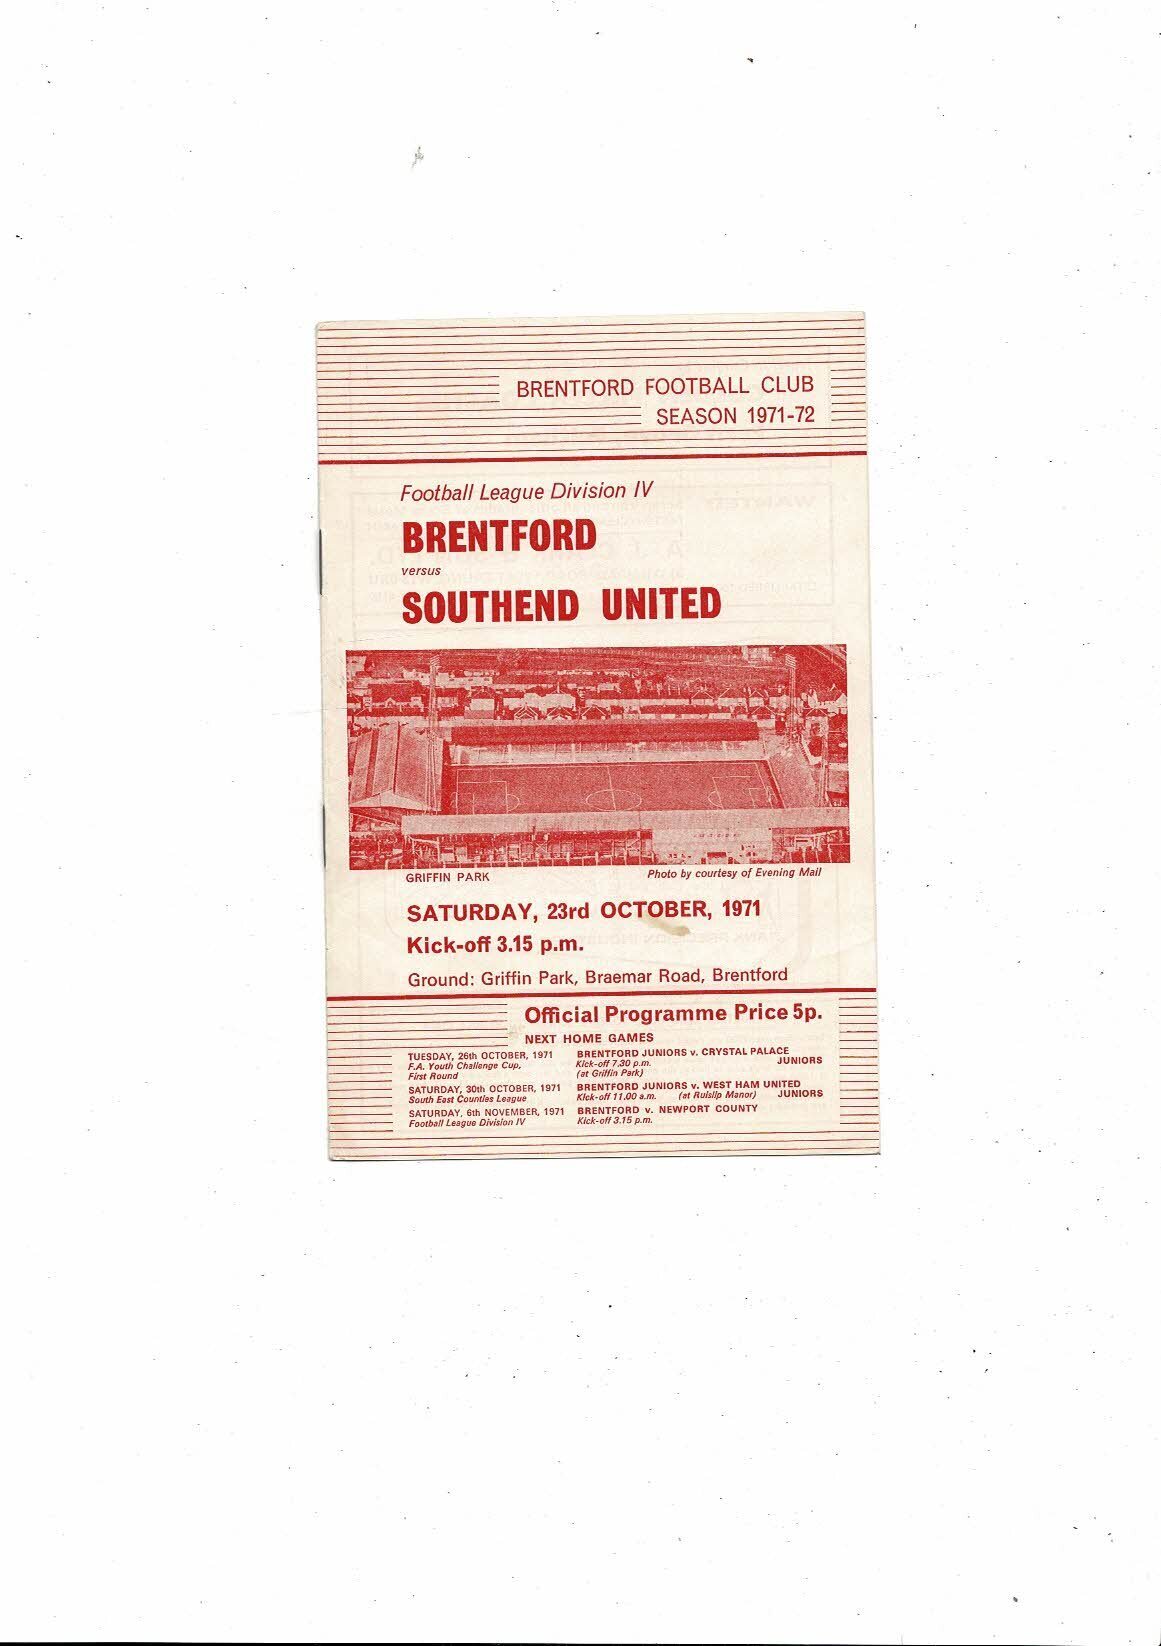 BRENTFORD FOOTBALL CLUB
SEASON 1971-72
Football League Division IV
BRENTFORD
versus
SOUTHEND UNITED
GRIFFIN PARK
Photo by courtesy of Evening Mail
SATURDAY, 23rd OCTOBER, 1971
Kick-off 3.15 p.m.
Ground: Griffin Park, Braemar Road, Brentford
Official Programme Price 5p.
NEXT HOME GAMES
TUESDAY, 26th OCTOBER, 1971 BRENTFORD JUNIORS v. CRYSTAL PALACE
F.A. Youth Challenge Cup, Kick-off 7.30 p.m. JUNIORS
First Round (at Griffin Park)
SATURDAY, 30th OCTOBER, 1971 BRENTFORD JUNIORS v. WEST HAM UNITED
South East Counties League Kick-off 11.00 a.m. (at Ruislip Manor) JUNIORS
SATURDAY, 6th NOVEMBER, 1971 BRENTFORD v. NEWPORT COUNTY
Football League Division IV Kick-off 3.15 p.m.